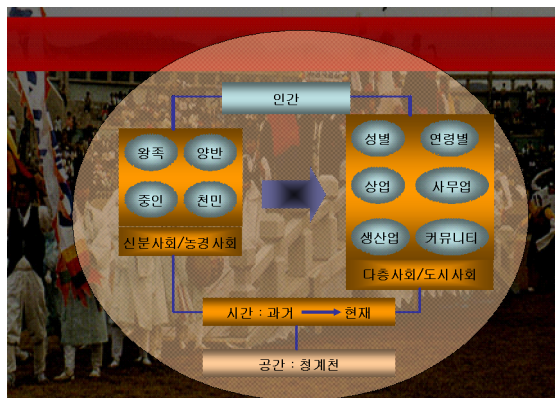 인간
왕족 양반
중인 천민
신분사회/농경사회
성별 연령별
상업 사무업
생산업 커뮤니티
다층사회/도시사회
시간 : 과거 현재
공간 : 청계천